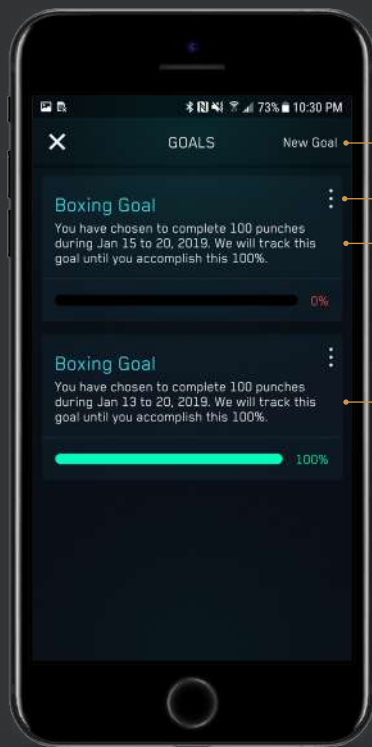 73% 10:30 PM
GOALS New Goal
Boxing Goal
You have chosen to complete 100 punches
during Jan 15 to 20, 2019. We will track this
goal until you accomplish this 100%.
0%
Boxing Goal
You have chosen to complete 100 punches
during Jan 13 to 20, 2019. We will track this
goal until you accomplish this 100%.
100%